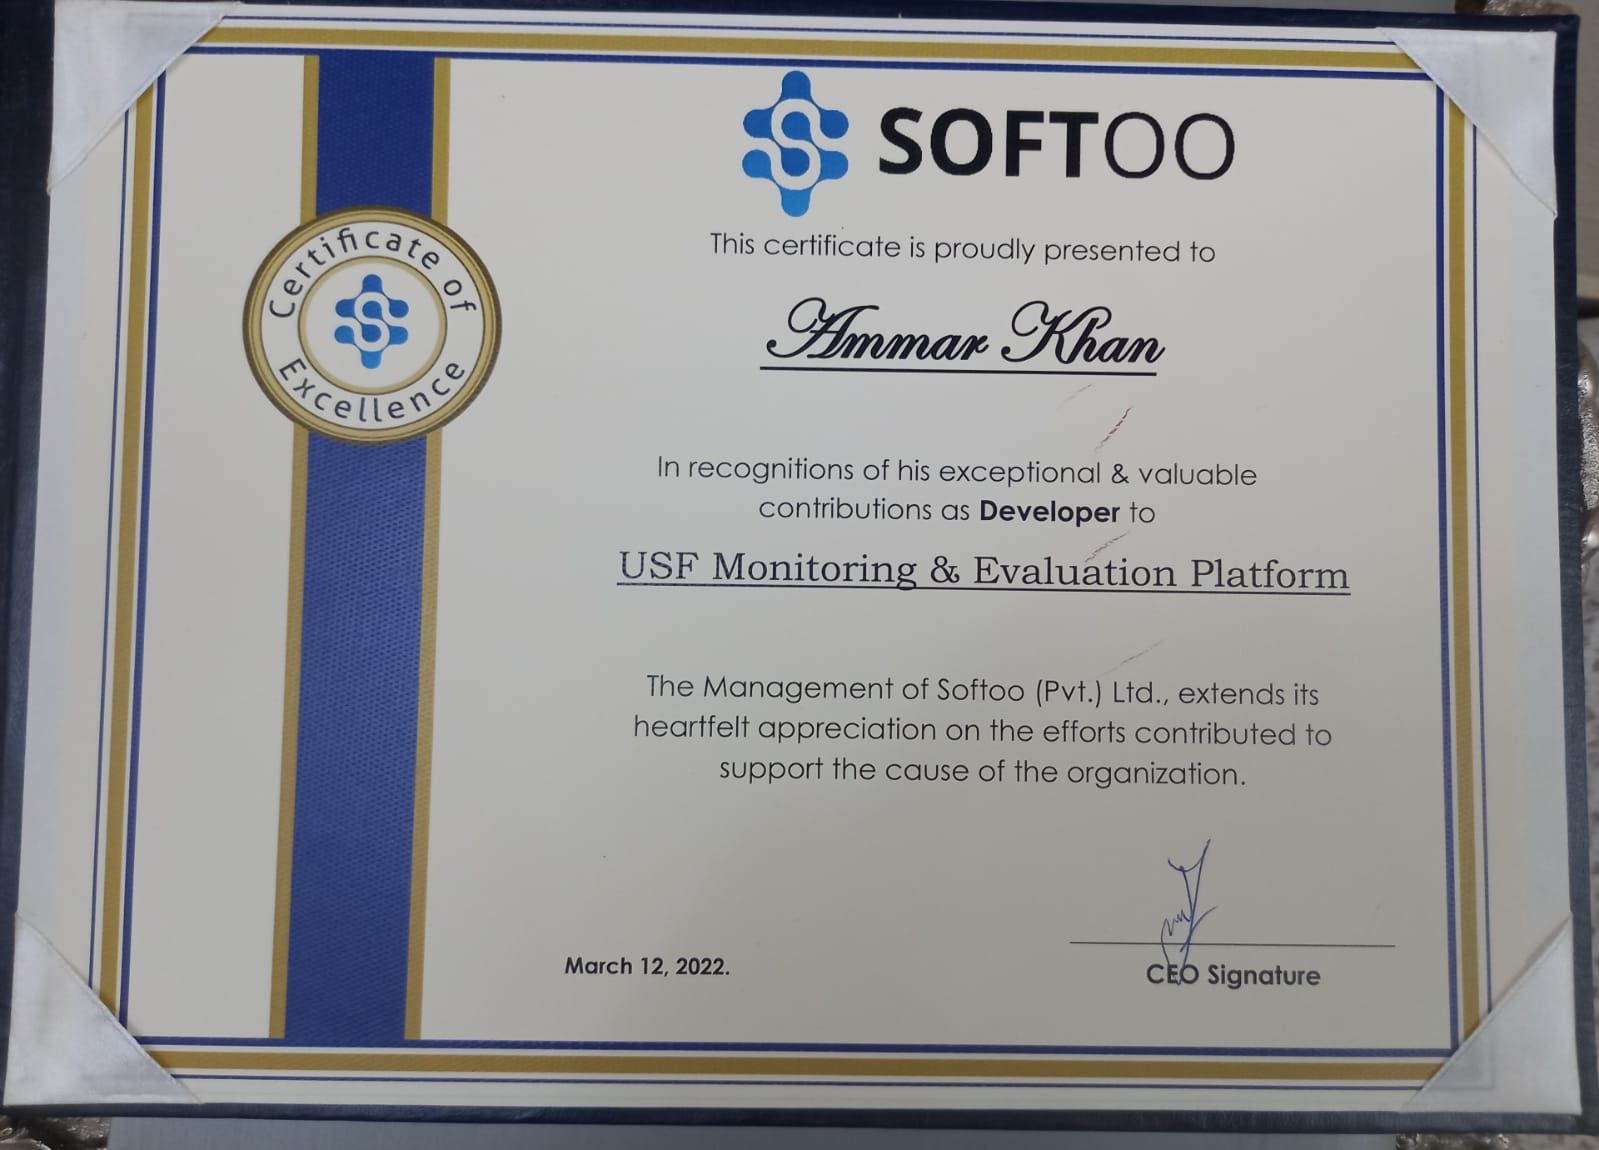 SOFTOO
This certificate is proudly presented to
Certificate of
Excellence
Ammar Khan
In recognitions of his exceptional & valuable
contributions as Developer to
USF Monitoring & Evaluation Platform
The Management of Softoo (Pvt.) Ltd., extends its
heartfelt appreciation on the efforts contributed to
support the cause of the organization.
March 12, 2022.
CEO Signature